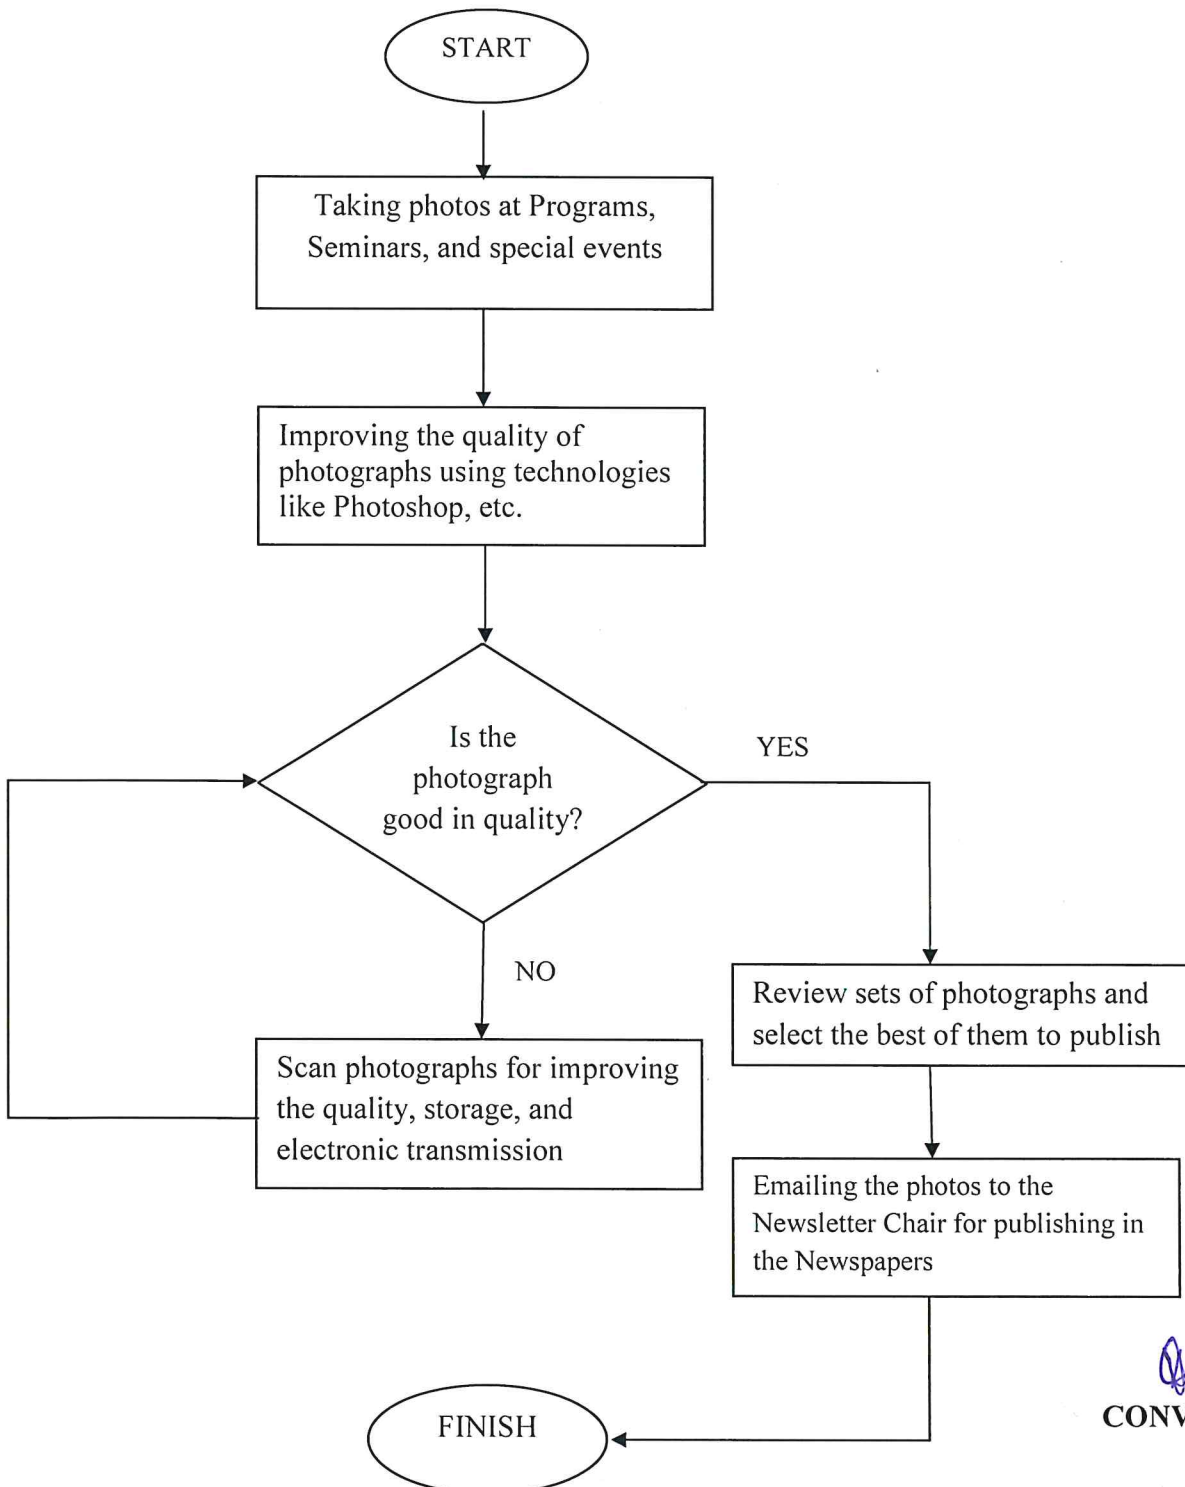 START
Taking photos at Programs,
Seminars, and special events
Improving the quality of
photographs using technologies
like Photoshop, etc.
Is the
photograph
good in quality?
YES
NO
Scan photographs for improving
the quality, storage, and
electronic transmission
Review sets of photographs and
select the best of them to publish
Emailing the photos to the
Newsletter Chair for publishing in
the Newspapers
FINISH